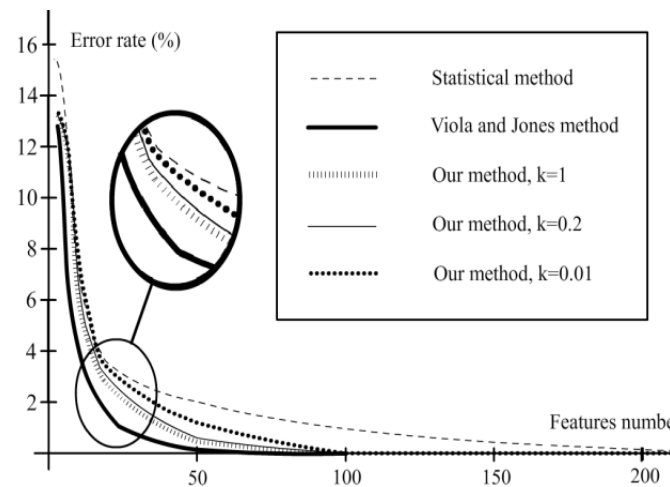 Error rate (%)
16
14
12
10
8
6
4
2
Statistical method
Viola and Jones method
Our method, k=1
Our method, k=0.2
Our method, k=0.01
Features numbe
50
100
150
200